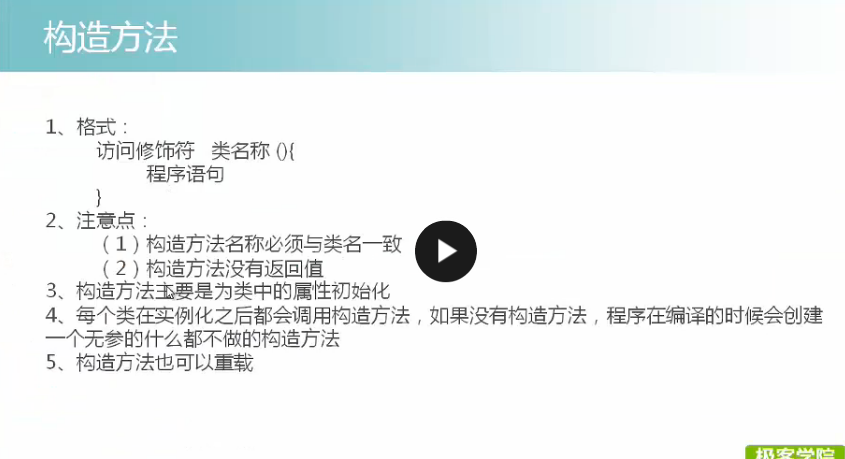 构造方法
1、格式：
访问修饰符 类名称 (){
程序语句
}
2、注意点：
（1）构造方法名称必须与类名一致
（2）构造方法没有返回值
3、构造方法主要是为类中的属性初始化
4、每个类在实例化之后都会调用构造方法，如果没有构造方法，程序在编译的时候会创建
一个无参的什么都不做的构造方法
5、构造方法也可以重载
极客学院